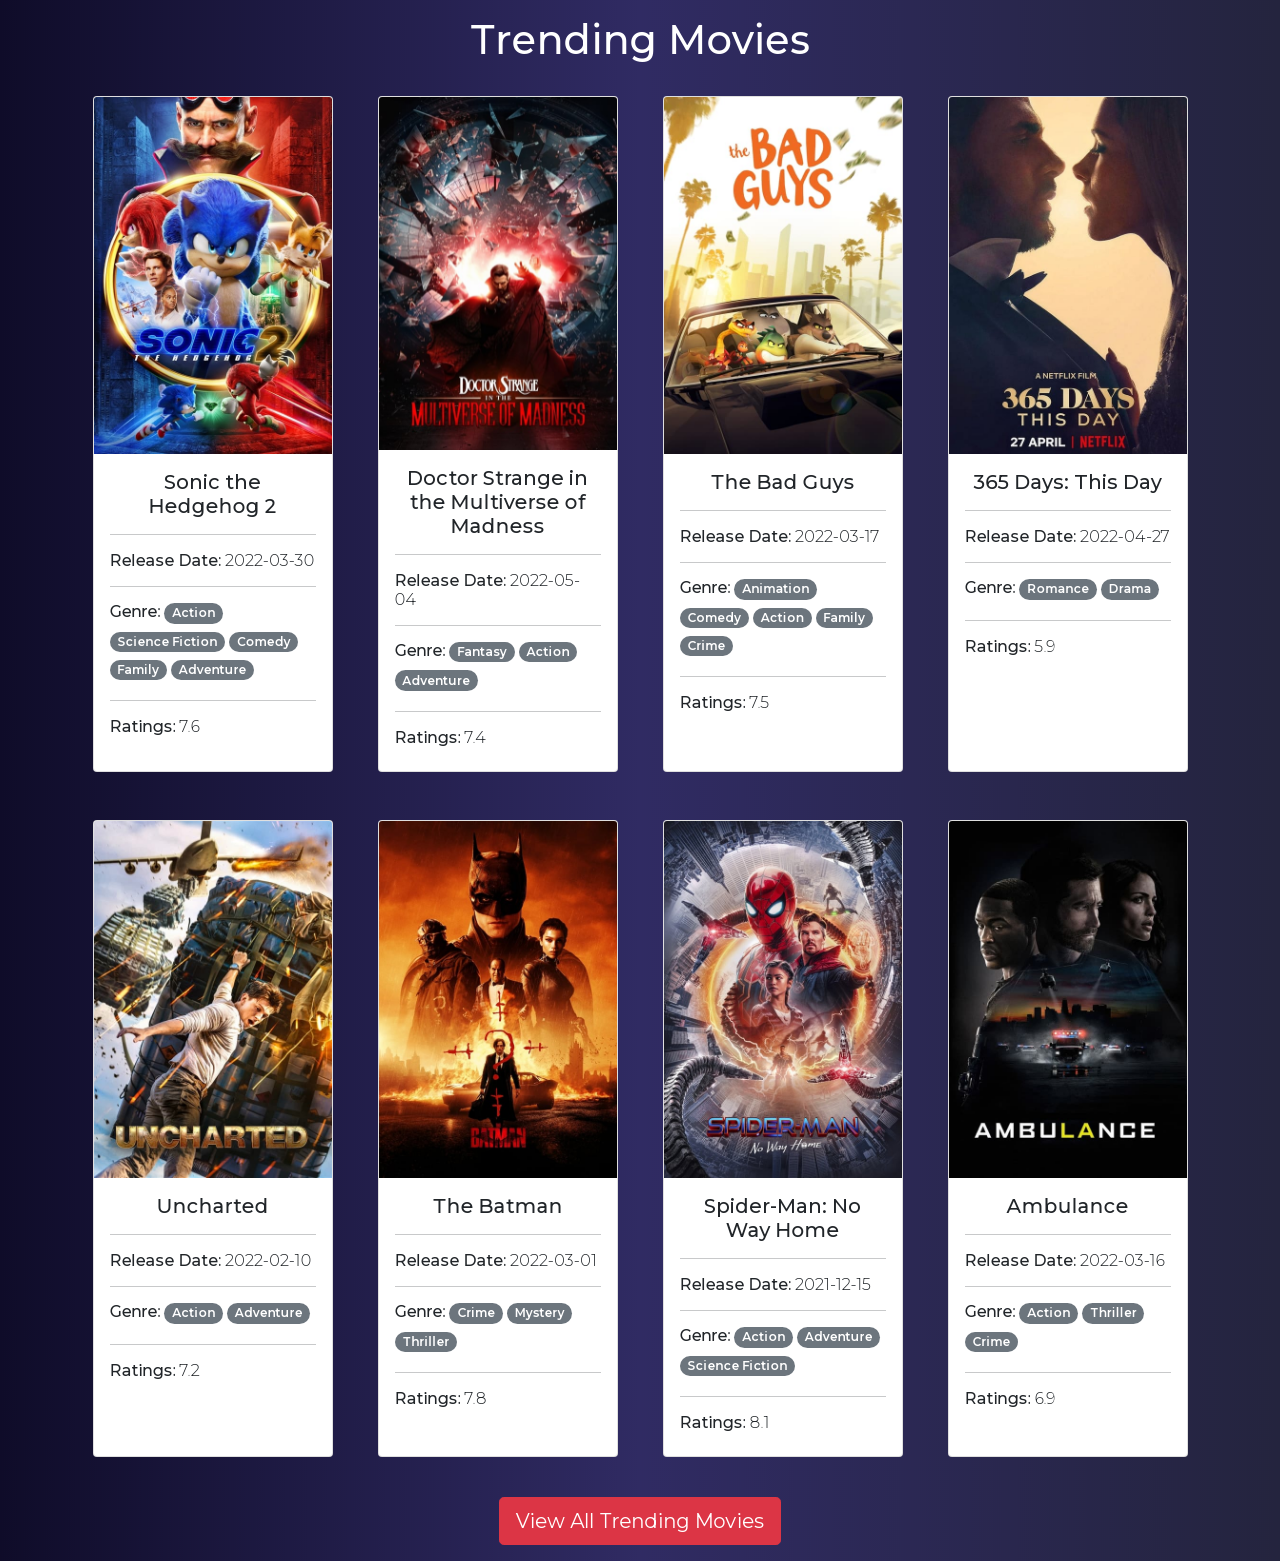 Trending Movies
SONIC 2
THE HEDGEHOG
Sonic the
Hedgehog 2
Release Date: 2022-03-30
Genre: Action
Science Fiction Comedy
Family Adventure
Ratings: 7.6
DOCTOR STRANGE
IN THE
MULTIVERSE OF MADNESS
Doctor Strange in
the Multiverse of
Madness
Release Date: 2022-05-
04
Genre: Fantasy Action
Adventure
Ratings: 7.4
the BAD
GUYS
The Bad Guys
Release Date: 2022-03-17
Genre: Animation
Comedy Action Family
Crime
Ratings: 7.5
A NETFLIX FILM
365 DAYS
THIS DAY
27 APRIL | NETFLIX
365 Days: This Day
Release Date: 2022-04-27
Genre: Romance Drama
Ratings: 5.9
UNCHARTED
Uncharted
Release Date: 2022-02-10
Genre: Action Adventure
Ratings: 7.2
THE
BATMAN
The Batman
Release Date: 2022-03-01
Genre: Crime Mystery
Thriller
Ratings: 7.8
SPIDER-MAN
NO WAY HOME
Spider-Man: No
Way Home
Release Date: 2021-12-15
Genre: Action Adventure
Science Fiction
Ratings: 8.1
AMBULANCE
Ambulance
Release Date: 2022-03-16
Genre: Action Thriller
Crime
Ratings: 6.9
View All Trending Movies